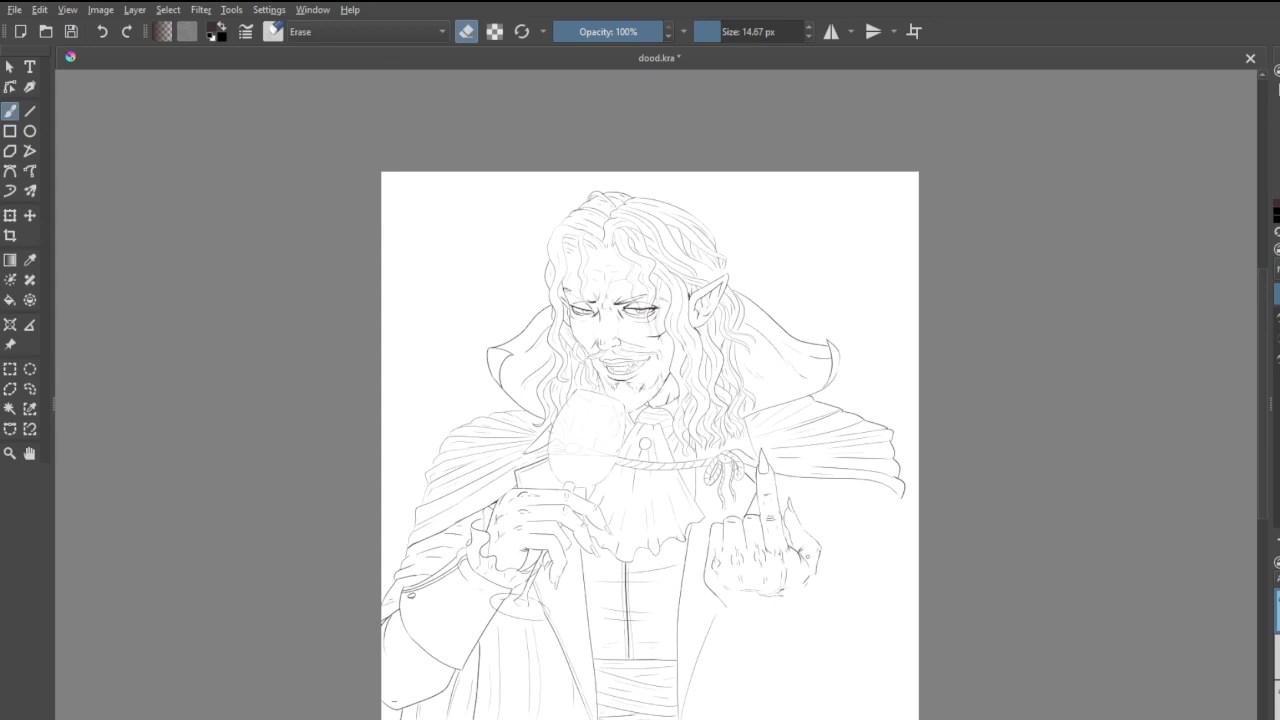 File Edit View Image Layer Select Filter Tools Settings Window Help
Erase Opacity: 100% Size: 14.67 px
dood.kra *
T